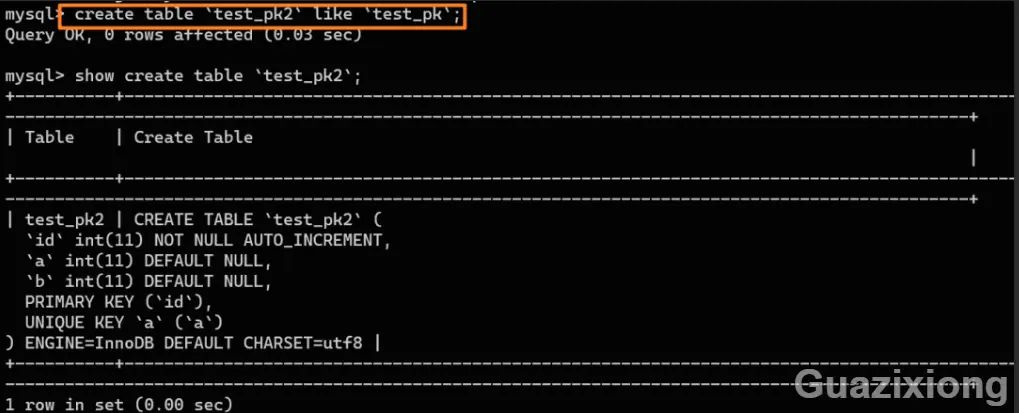 mysql> create table `test_pk2` like `test_pk`;
Query OK, 0 rows affected (0.03 sec)
mysql> show create table `test_pk2`;
+----------+---------------------------------------------------------------------------------------------
---------------------------------------------------------------------------------------------------+
| Table    | Create Table
|
+----------+---------------------------------------------------------------------------------------------
---------------------------------------------------------------------------------------------------+
| test_pk2 | CREATE TABLE `test_pk2` (
  `id` int(11) NOT NULL AUTO_INCREMENT,
  `a` int(11) DEFAULT NULL,
  `b` int(11) DEFAULT NULL,
  PRIMARY KEY (`id`),
  UNIQUE KEY `a` (`a`)
) ENGINE=InnoDB DEFAULT CHARSET=utf8 |
+----------+---------------------------------------------------------------------------------------------
---------------------------------------------------------------------------------------------------+
1 row in set (0.00 sec)
Guazixiong